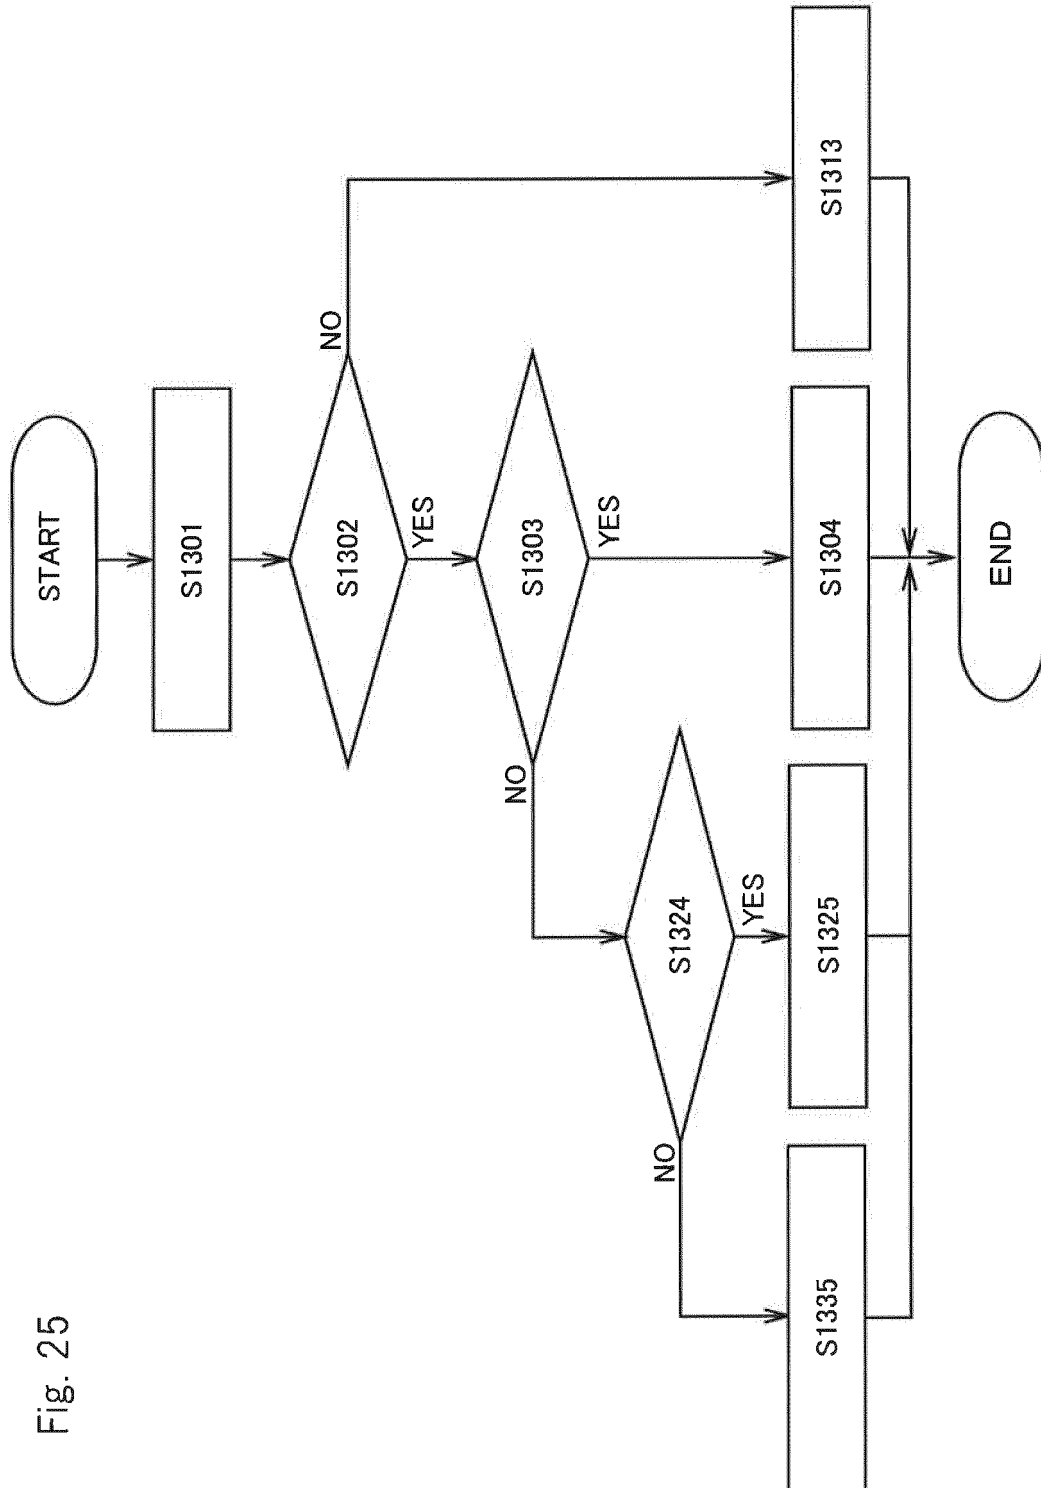 Fig. 25
START
S1301
S1302
NO
YES
S1303
NO
YES
S1324
NO
YES
S1335
S1325
S1304
S1313
END